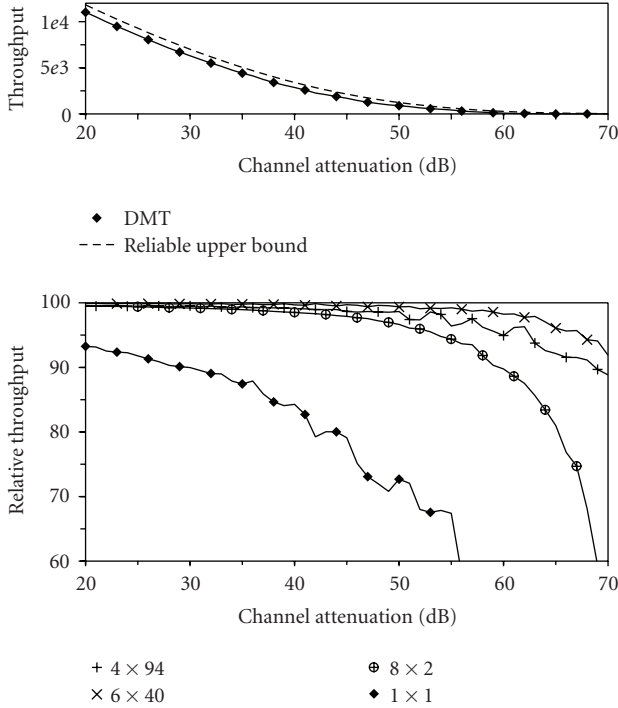 Throughput
1e4
5e3
0
20 30 40 50 60 70
Channel attenuation (dB)
DMT
Reliable upper bound
Relative throughput
100
90
80
70
60
20 30 40 50 60 70
Channel attenuation (dB)
4 × 94
6 × 40
8 × 2
1 × 1